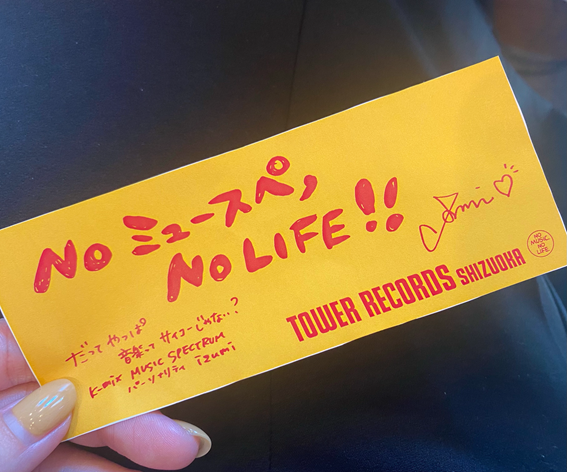 NO ミュースペ,
NO LIFE!!
だって やっぱ
音楽って サイコーじゃない…?
K-mix MUSIC SPECTRUM
パーソナリティ izumi
TOWER RECORDS SHIZUOKA
NO
MUSIC
NO
LIFE.